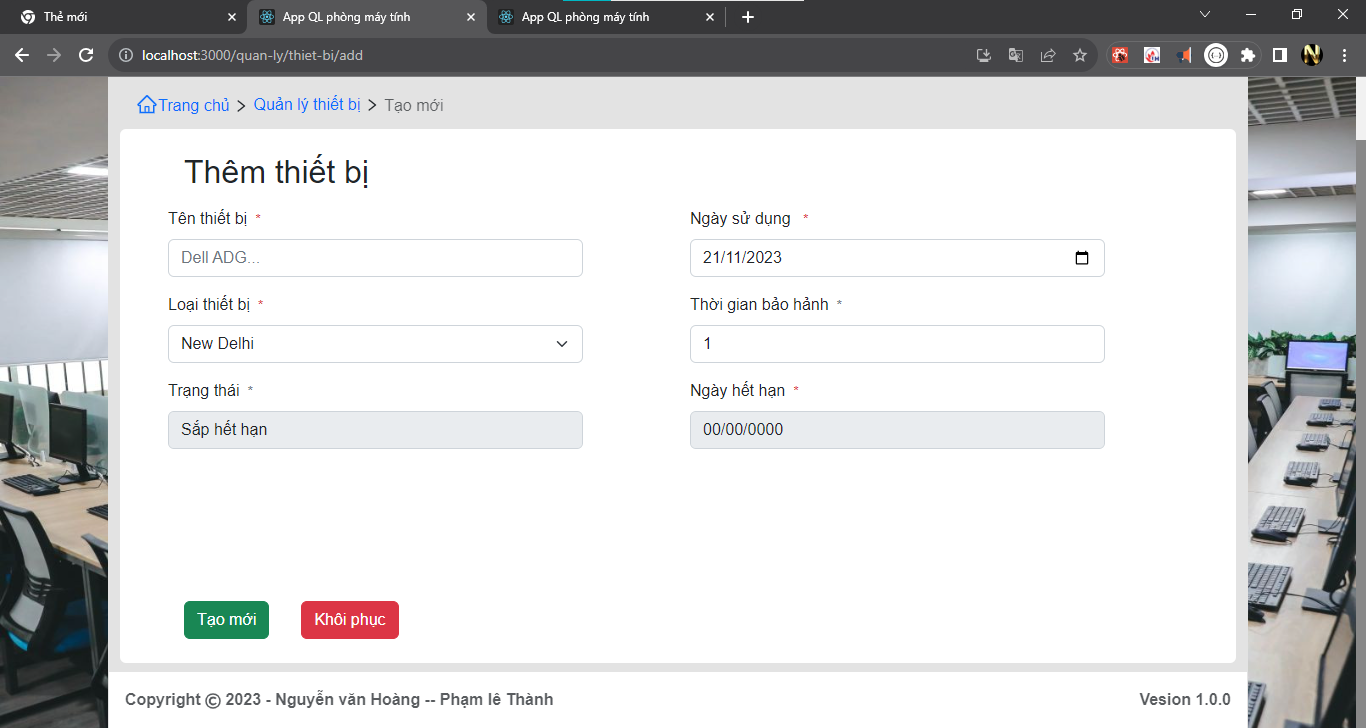 Thẻ mới
App QL phòng máy tính
App QL phòng máy tính
localhost:3000/quan-ly/thiet-bi/add
Trang chủ > Quản lý thiết bị > Tạo mới
Thêm thiết bị
Tên thiết bị *
Dell ADG...
Ngày sử dụng *
21/11/2023
Loại thiết bị *
New Delhi
Thời gian bảo hảnh *
1
Trạng thái *
Sắp hết hạn
Ngày hết hạn *
00/00/0000
Tạo mới
Khôi phục
Copyright © 2023 - Nguyễn văn Hoàng -- Phạm lê Thành
Vesion 1.0.0